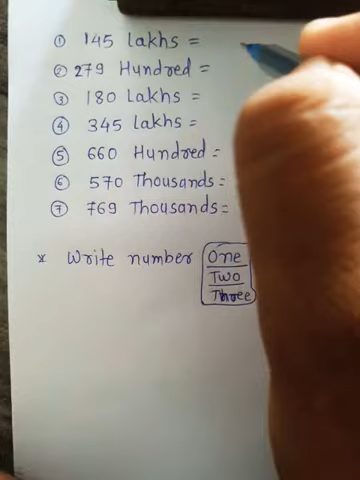 ① 145 Lakhs =
② 279 Hundred =
③ 180 Lakhs =
④ 345 Lakhs =
⑤ 660 Hundred =
⑥ 570 Thousands =
⑦ 769 Thousands =
* Write number One
Two
Three